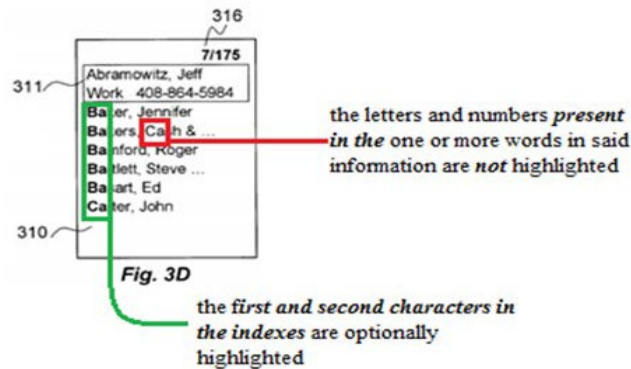 316
7/175
311
Abramowitz, Jeff
Work 408-864-5984
Baker, Jennifer
Bakers, Cash & ...
Bamford, Roger
Bartlett, Steve ...
Basart, Ed
Carter, John
310
Fig. 3D
the letters and numbers present
in the one or more words in said
information are not highlighted
the first and second characters in
the indexes are optionally
highlighted